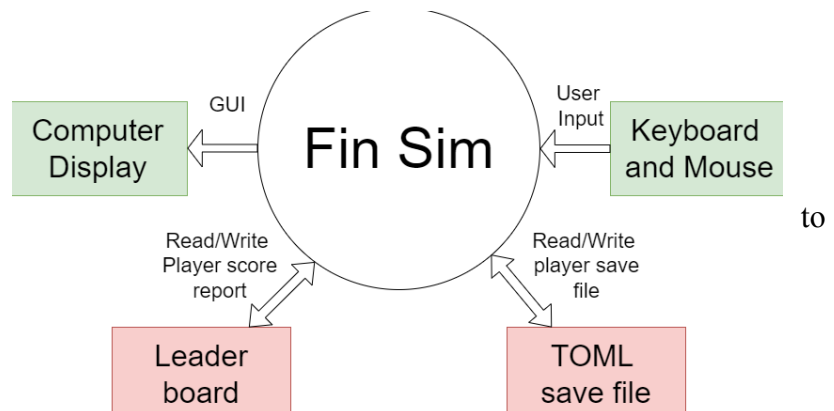 GUI
User
Input
Computer
Display
Fin Sim
Keyboard
and Mouse
to
Read/Write
Player score
report
Read/Write
player save
file
Leader
board
TOML
save file